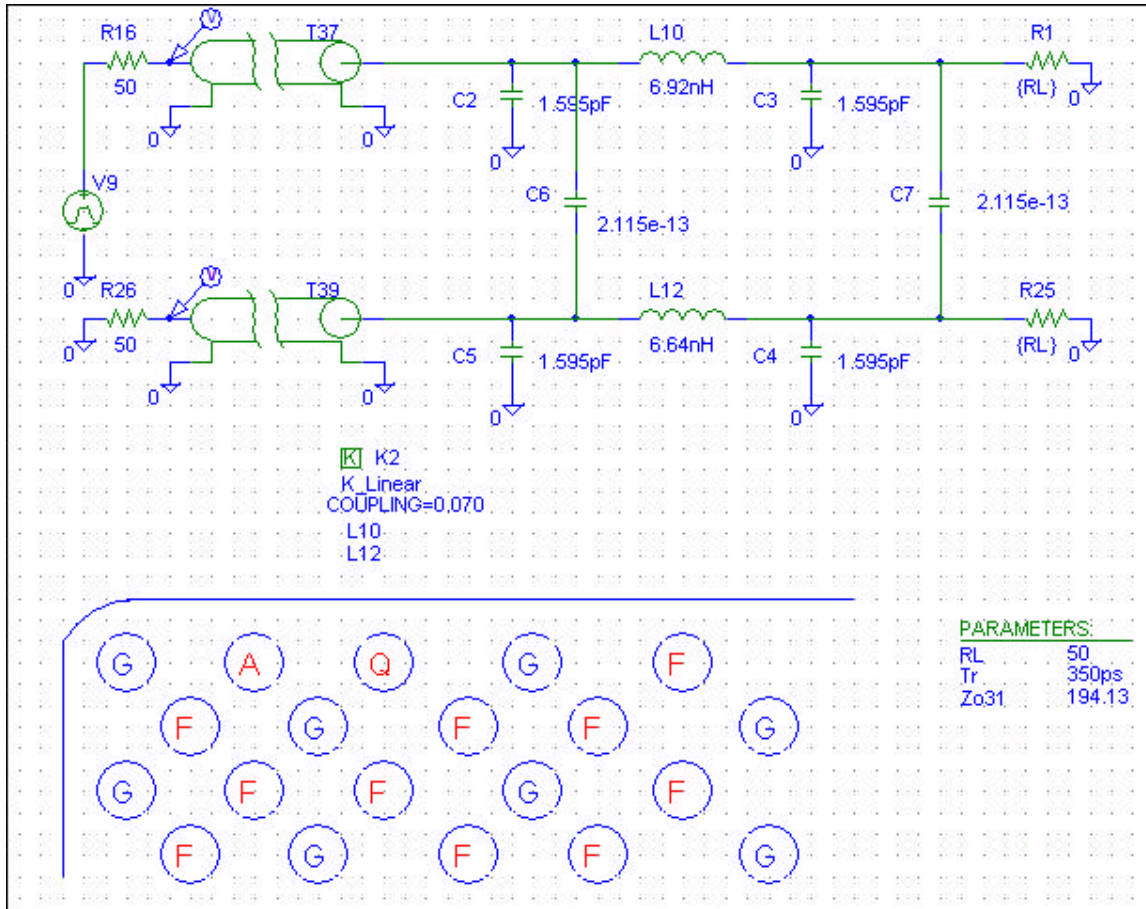 R16
V
T37
L10
R1
50
C2
1.595pF
6.92nH
C3
1.595pF
{RL}
0
0
0
0
0
V9
C6
2.115e-13
C7
2.115e-13
V
0
R26
T39
L12
R25
0
50
C5
1.595pF
6.64nH
C4
1.595pF
{RL}
0
0
0
0
0
K K2
K_Linear
COUPLING=0.070
L10
L12
G A Q G F
F G F F G
G F F G F
F G F F G
PARAMETERS:
RL 50
Tr 350ps
Zo31 194.13